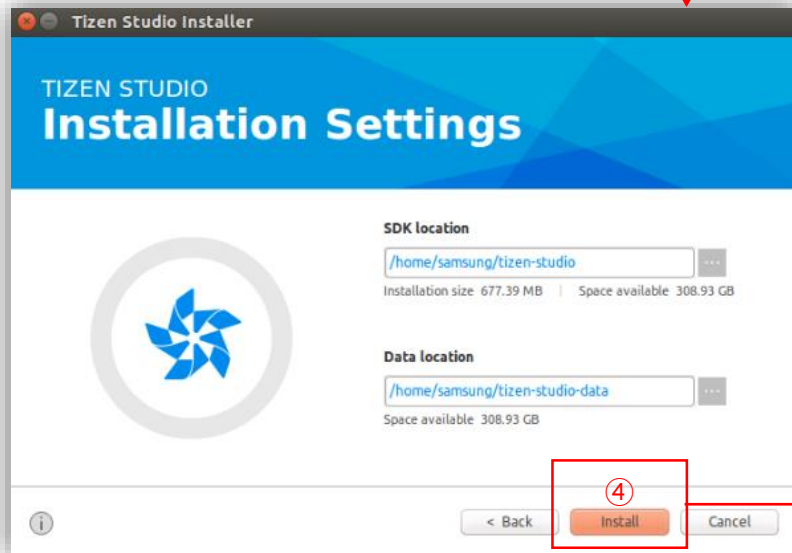 Tizen Studio Installer
TIZEN STUDIO
Installation Settings
SDK location
/home/samsung/tizen-studio
...
Installation size 677.39 MB | Space available 308.93 GB
Data location
/home/samsung/tizen-studio-data
...
Space available 308.93 GB
④
i
< Back
Install
Cancel